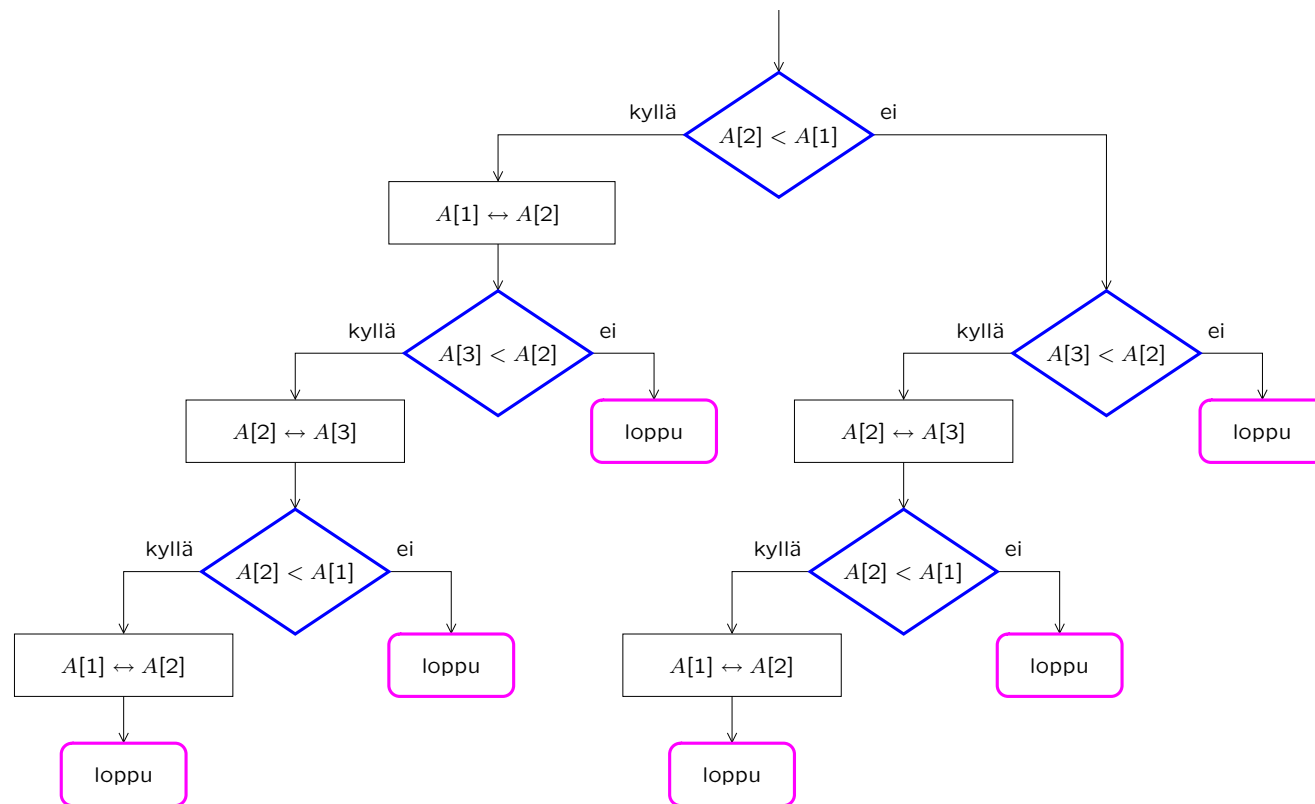 kyllä
ei
A[2] < A[1]
A[1] ↔ A[2]
kyllä
ei
kyllä
ei
A[3] < A[2]
A[3] < A[2]
A[2] ↔ A[3]
loppu
A[2] ↔ A[3]
loppu
kyllä
ei
kyllä
ei
A[2] < A[1]
A[2] < A[1]
A[1] ↔ A[2]
loppu
A[1] ↔ A[2]
loppu
loppu
loppu